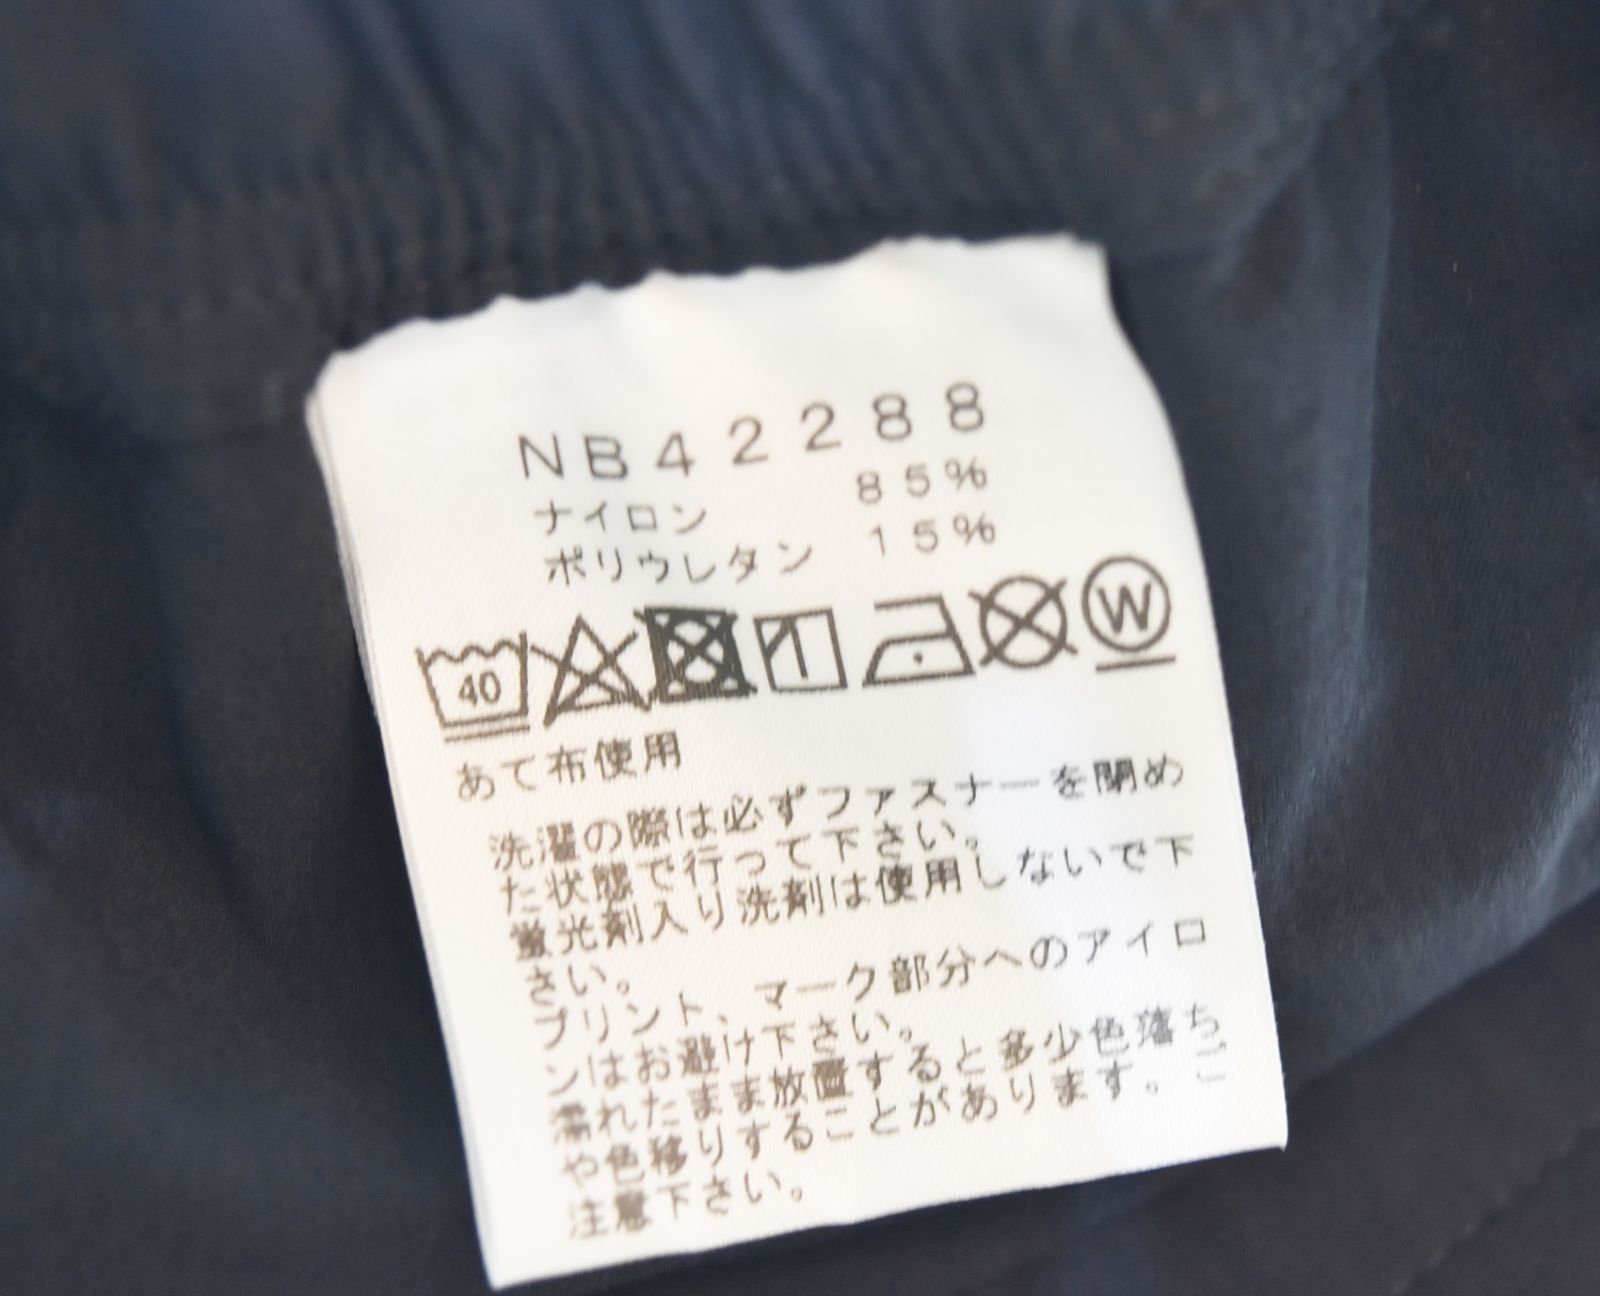 NB42288
ナイロン 85%
ポリウレタン 15%
40 W
あて布使用
洗濯の際は必ずファスナーを閉め
た状態で行って下さい。
蛍光剤入り洗剤は使用しないで下
さい。
プリント、マーク部分へのアイロ
ンはお避け下さい。
濡れたまま放置すると多少色落ち
や色移りすることがあります。ご
注意下さい。